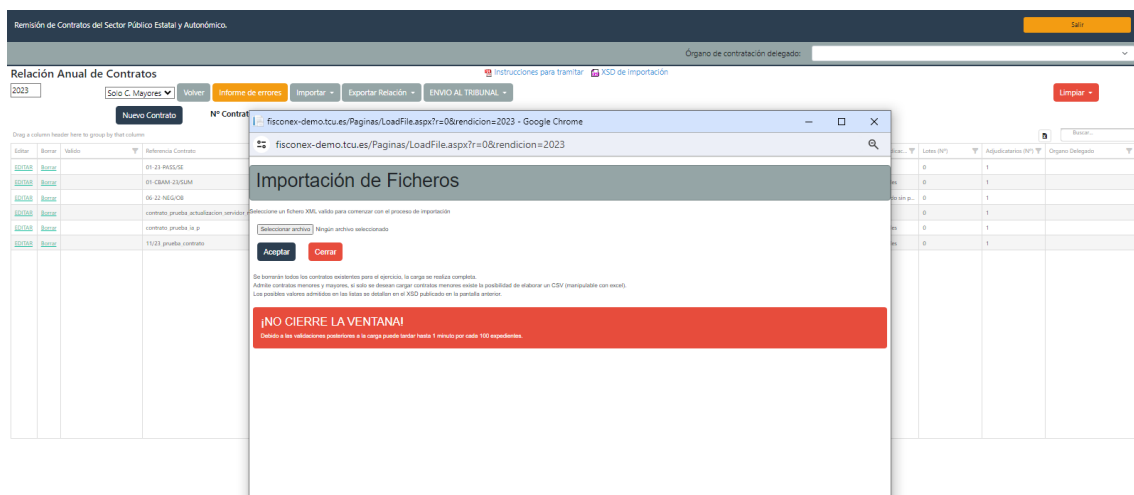 Remisión de Contratos del Sector Público Estatal y Autonómico.
Salir
Órgano de contratación delegado:
Relación Anual de Contratos
Instrucciones para tramitar
XSD de importación
2023
Solo C. Mayores
Volver
Informe de errores
Importar
Exportar Relación
ENVIO AL TRIBUNAL
Limpiar
Nuevo Contrato
Nº Contrat
Drag a column header here to group by that column
Buscar...
Editar
Borrar
Valido
Referencia Contrato
dicac...
Lotes (Nº)
Adjudicatarios (Nº)
Organo Delegado
EDITAR Borrar 01-23-PASS/SE 0 1
EDITAR Borrar 01-CBAM-23/SUM es 0 1
EDITAR Borrar 06-22-NEG/OB do sin p... 0 1
EDITAR Borrar contrato_prueba_actualizacion_servidor 0 1
EDITAR Borrar contrato_prueba_ia_p es 0 1
EDITAR Borrar 11/23_prueba_contrato es 0 1
fisconex-demo.tcu.es/Paginas/LoadFile.aspx?r=0&rendicion=2023 - Google Chrome
fisconex-demo.tcu.es/Paginas/LoadFile.aspx?r=0&rendicion=2023
Importación de Ficheros
Seleccione un fichero XML valido para comenzar con el proceso de importación
Seleccionar archivo Ningún archivo seleccionado
Aceptar
Cerrar
Se borrarán todos los contratos existentes para el ejercicio, la carga se realiza completa.
Admite contratos menores y mayores, si solo se desean cargar contratos menores existe la posibilidad de elaborar un CSV (manipulable con excel).
Los posibles valores admitidos en las listas se detallan en el XSD publicado en la pantalla anterior.
¡NO CIERRE LA VENTANA!
Debido a las validaciones posteriores a la carga puede tardar hasta 1 minuto por cada 100 expedientes.